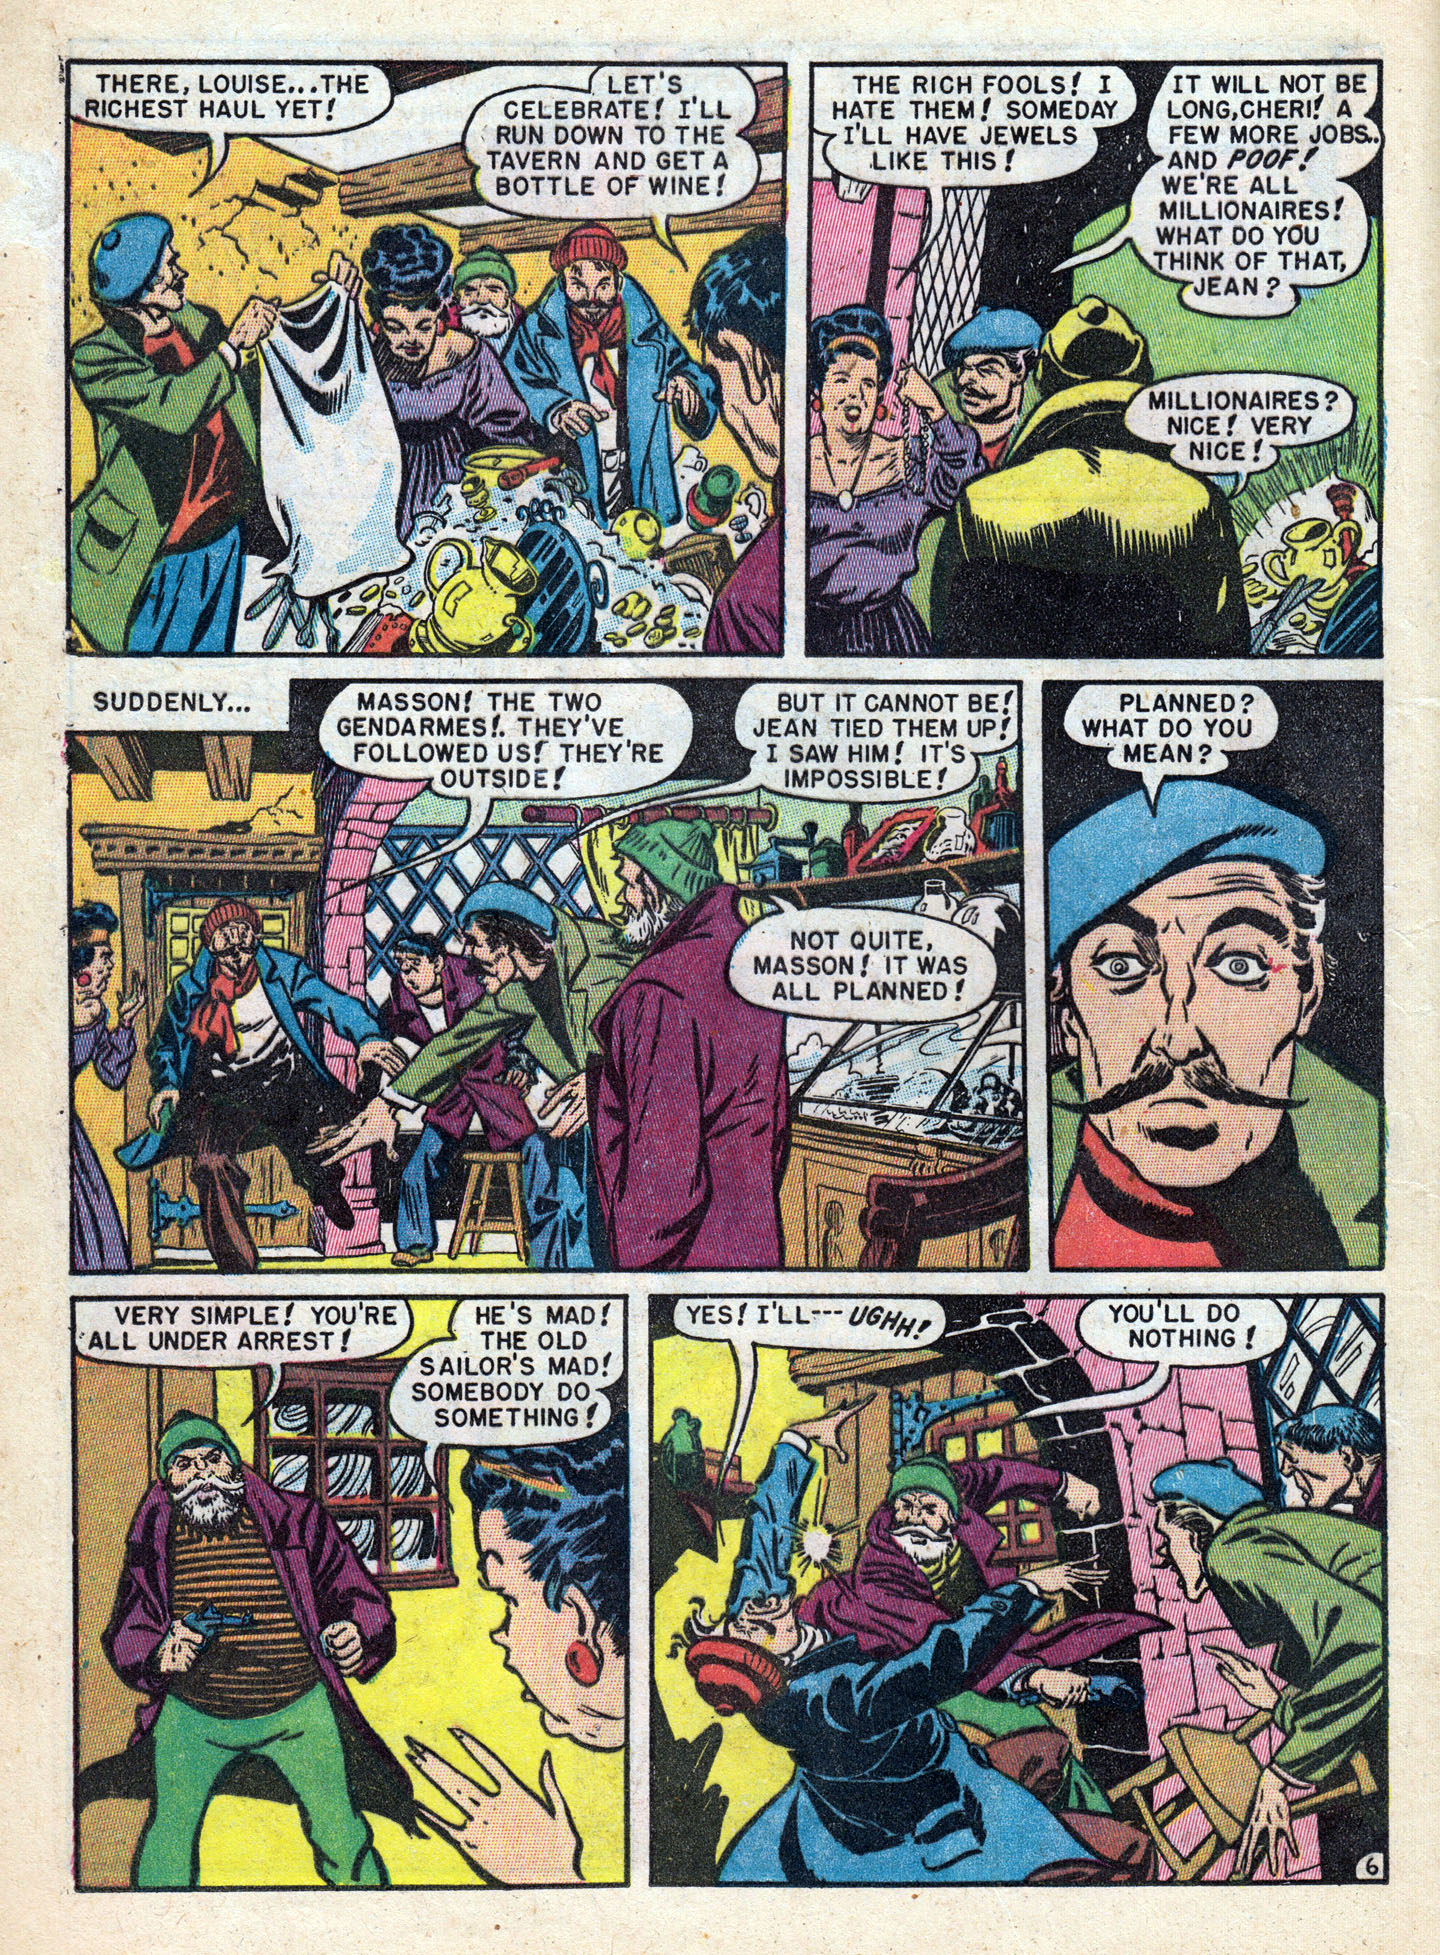 THERE, LOUISE...THE
RICHEST HAUL YET!
LET'S
CELEBRATE! I'LL
RUN DOWN TO THE
TAVERN AND GET A
BOTTLE OF WINE!
THE RICH FOOLS! I
HATE THEM! SOMEDAY
I'LL HAVE JEWELS
LIKE THIS!
IT WILL NOT BE
LONG, CHERI! A
FEW MORE JOBS..
AND POOF!
WE'RE ALL
MILLIONAIRES!
WHAT DO YOU
THINK OF THAT,
JEAN?
MILLIONAIRES?
NICE! VERY
NICE!
SUDDENLY...
MASSON! THE TWO
GENDARMES!. THEY'VE
FOLLOWED US! THEY'RE
OUTSIDE!
BUT IT CANNOT BE!
JEAN TIED THEM UP!
I SAW HIM! IT'S
IMPOSSIBLE!
NOT QUITE,
MASSON! IT WAS
ALL PLANNED!
PLANNED?
WHAT DO YOU
MEAN?
VERY SIMPLE! YOU'RE
ALL UNDER ARREST!
HE'S MAD!
THE OLD
SAILOR'S MAD!
SOMEBODY DO
SOMETHING!
YES! I'LL--- UGHH!
YOU'LL DO
NOTHING!
6